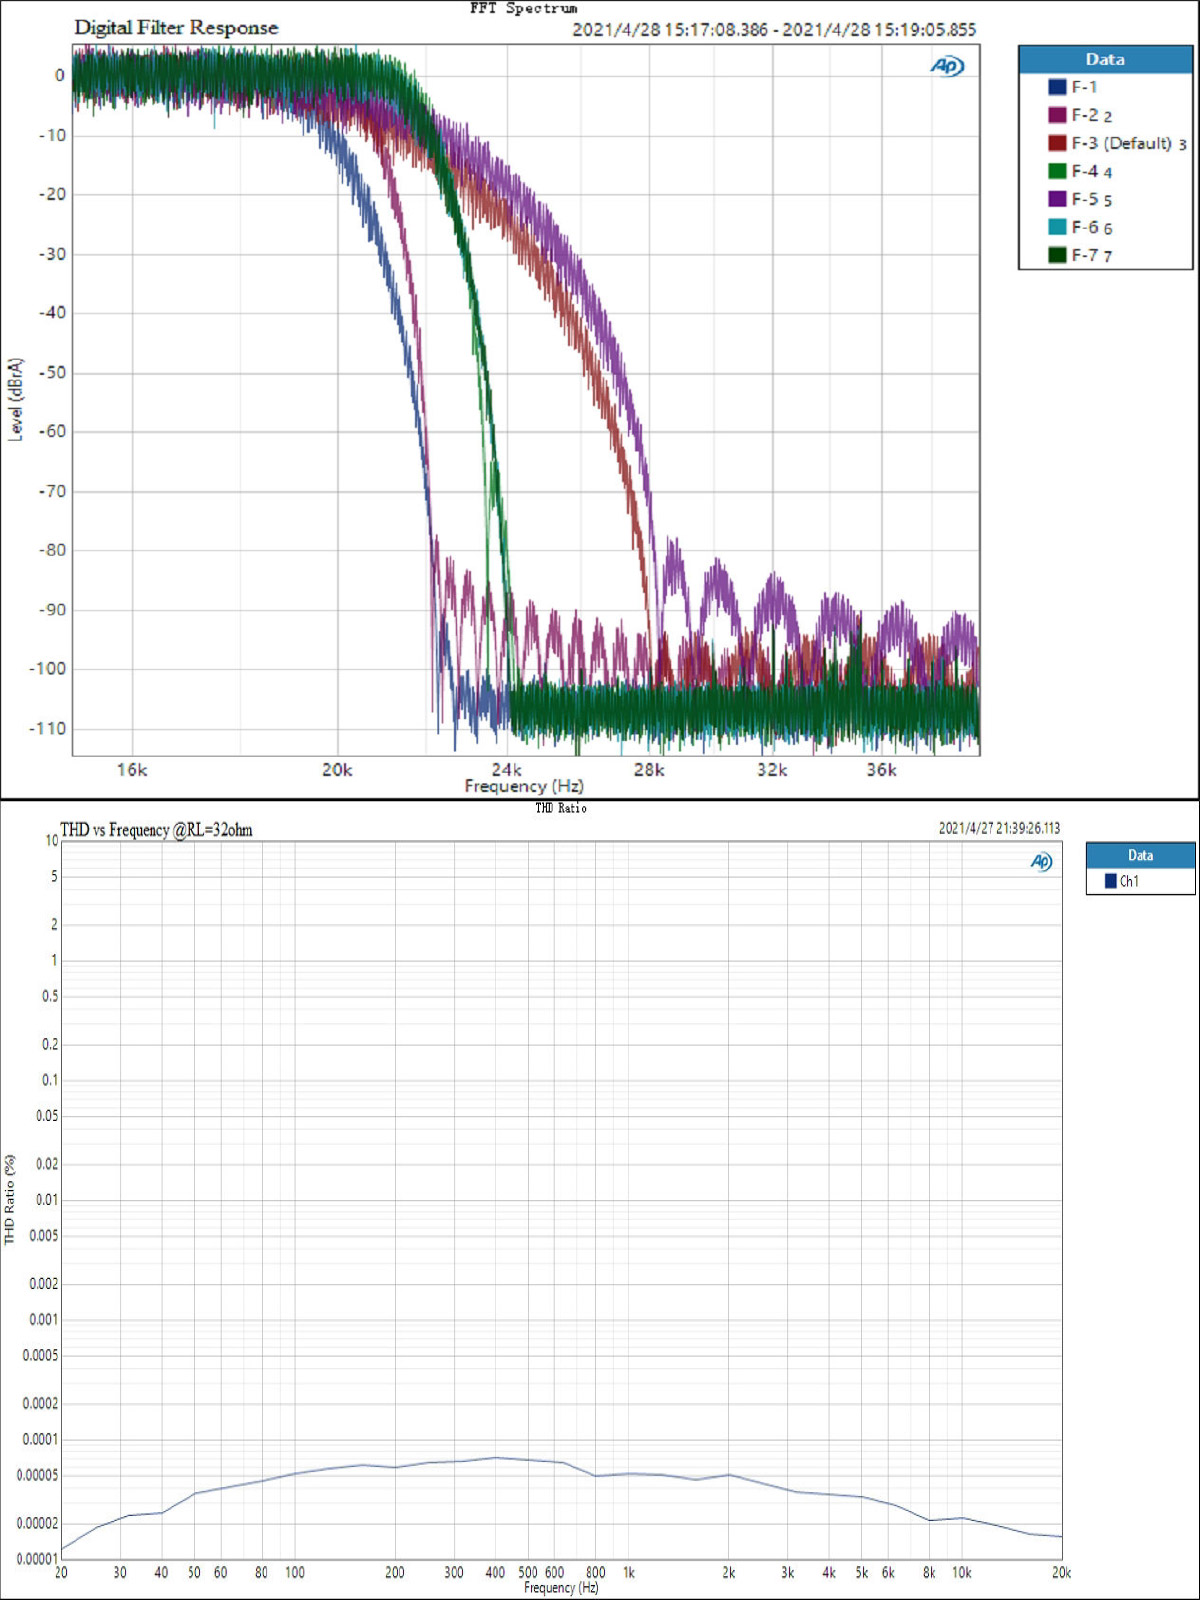 FFT Spectrum
Digital Filter Response
2021/4/28 15:17:08.386 - 2021/4/28 15:19:05.855
AP
Data
F-1
F-2 2
F-3 (Default) 3
F-4 4
F-5 5
F-6 6
F-7 7
Level (dBrA)
0
-10
-20
-30
-40
-50
-60
-70
-80
-90
-100
-110
16k 20k 24k 28k 32k 36k
Frequency (Hz)
THD Ratio
THD vs Frequency @RL=32ohm
2021/4/27 21:39:26.113
AP
Data
Ch1
THD Ratio (%)
10
5
2
1
0.5
0.2
0.1
0.05
0.02
0.01
0.005
0.002
0.001
0.0005
0.0002
0.0001
0.00005
0.00002
0.00001
20 30 40 50 60 80 100 200 300 400 500 600 800 1k 2k 3k 4k 5k 6k 8k 10k 20k
Frequency (Hz)